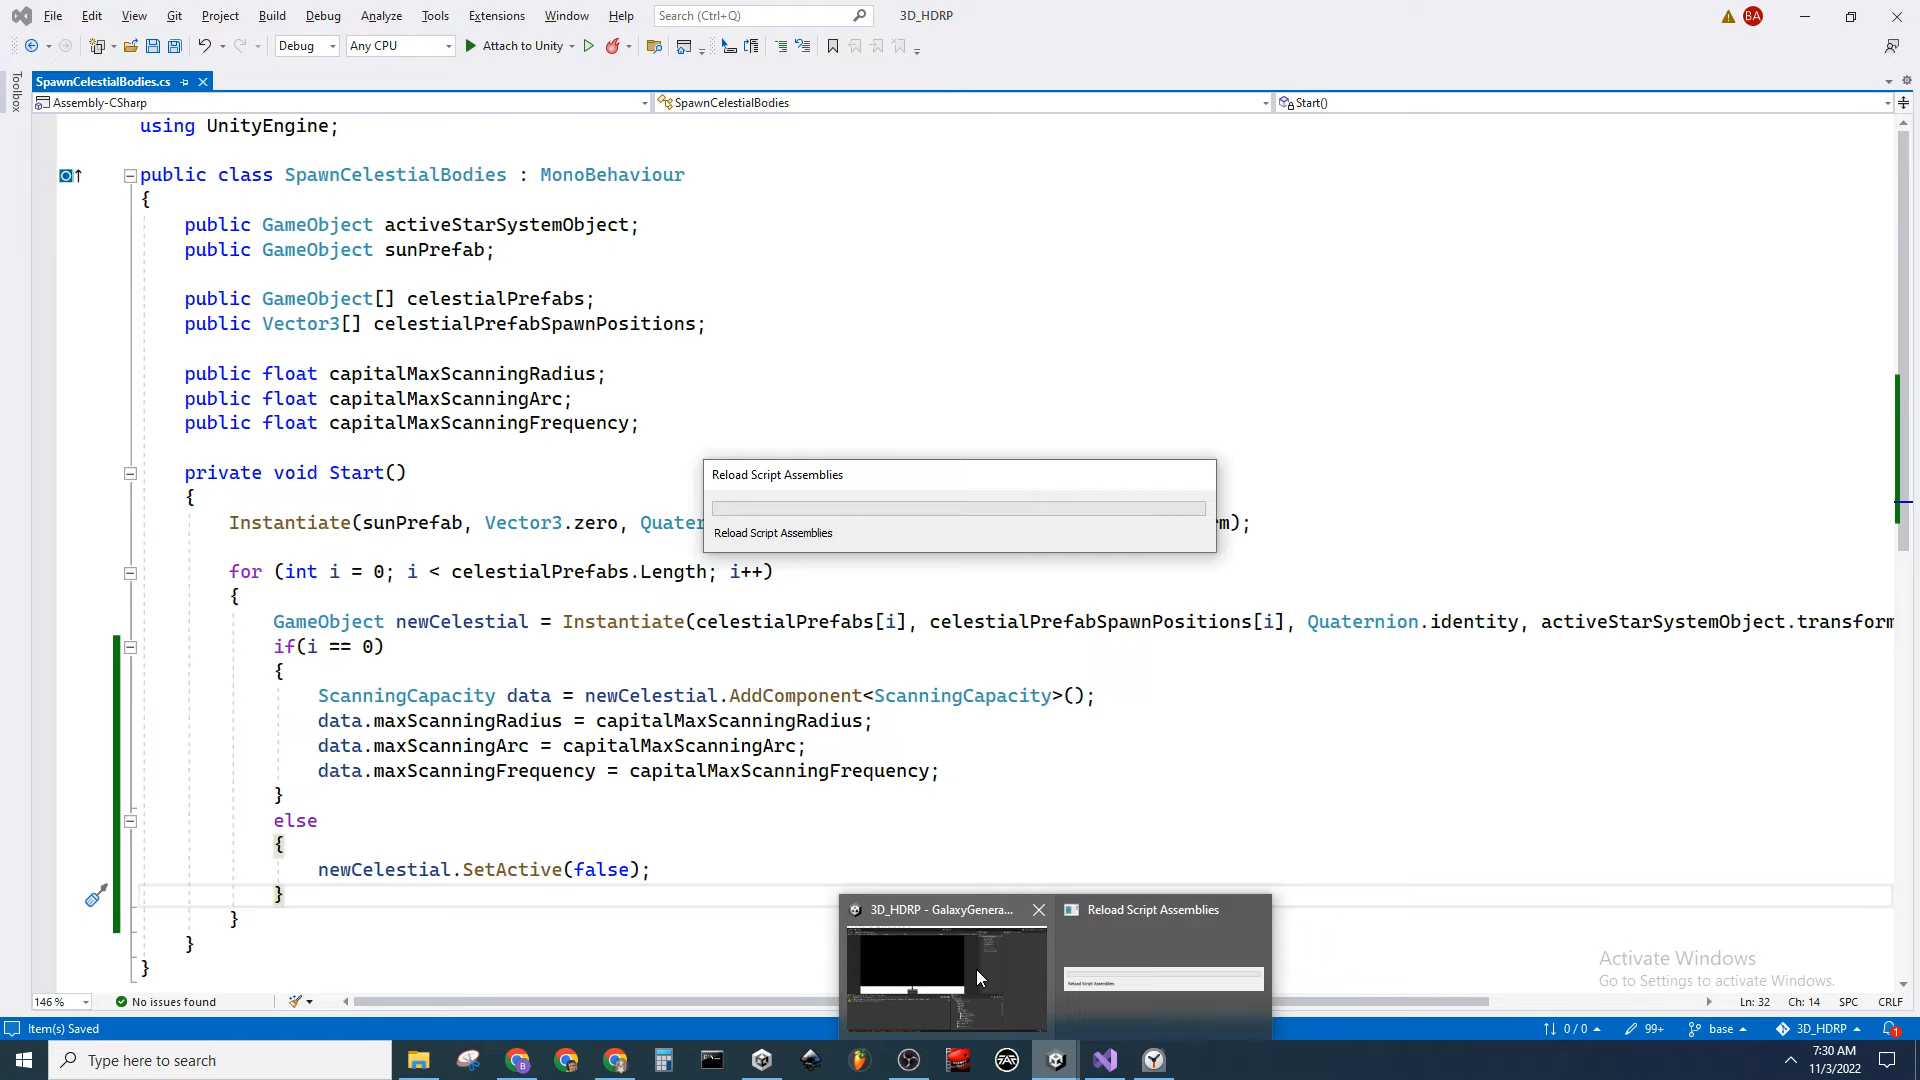 File Edit View Git Project Build Debug Analyze Tools Extensions Window Help Search (Ctrl+Q) 3D_HDRP BA
Debug Any CPU Attach to Unity
Toolbox
SpawnCelestialBodies.cs
Assembly-CSharp SpawnCelestialBodies Start()
using UnityEngine;
public class SpawnCelestialBodies : MonoBehaviour
{
public GameObject activeStarSystemObject;
public GameObject sunPrefab;
public GameObject[] celestialPrefabs;
public Vector3[] celestialPrefabSpawnPositions;
public float capitalMaxScanningRadius;
public float capitalMaxScanningArc;
public float capitalMaxScanningFrequency;
private void Start()
{
Instantiate(sunPrefab, Vector3.zero, Quater m);
Reload Script Assemblies
Reload Script Assemblies
for (int i = 0; i < celestialPrefabs.Length; i++)
{
GameObject newCelestial = Instantiate(celestialPrefabs[i], celestialPrefabSpawnPositions[i], Quaternion.identity, activeStarSystemObject.transform
if(i == 0)
{
ScanningCapacity data = newCelestial.AddComponent<ScanningCapacity>();
data.maxScanningRadius = capitalMaxScanningRadius;
data.maxScanningArc = capitalMaxScanningArc;
data.maxScanningFrequency = capitalMaxScanningFrequency;
}
else
{
newCelestial.SetActive(false);
}
}
}
}
3D_HDRP - GalaxyGenera... Reload Script Assemblies
Activate Windows
Go to Settings to activate Windows.
146 % No issues found Ln: 32 Ch: 14 SPC CRLF
Item(s) Saved 0 / 0 99+ base 3D_HDRP 1
Type here to search
7:30 AM
11/3/2022